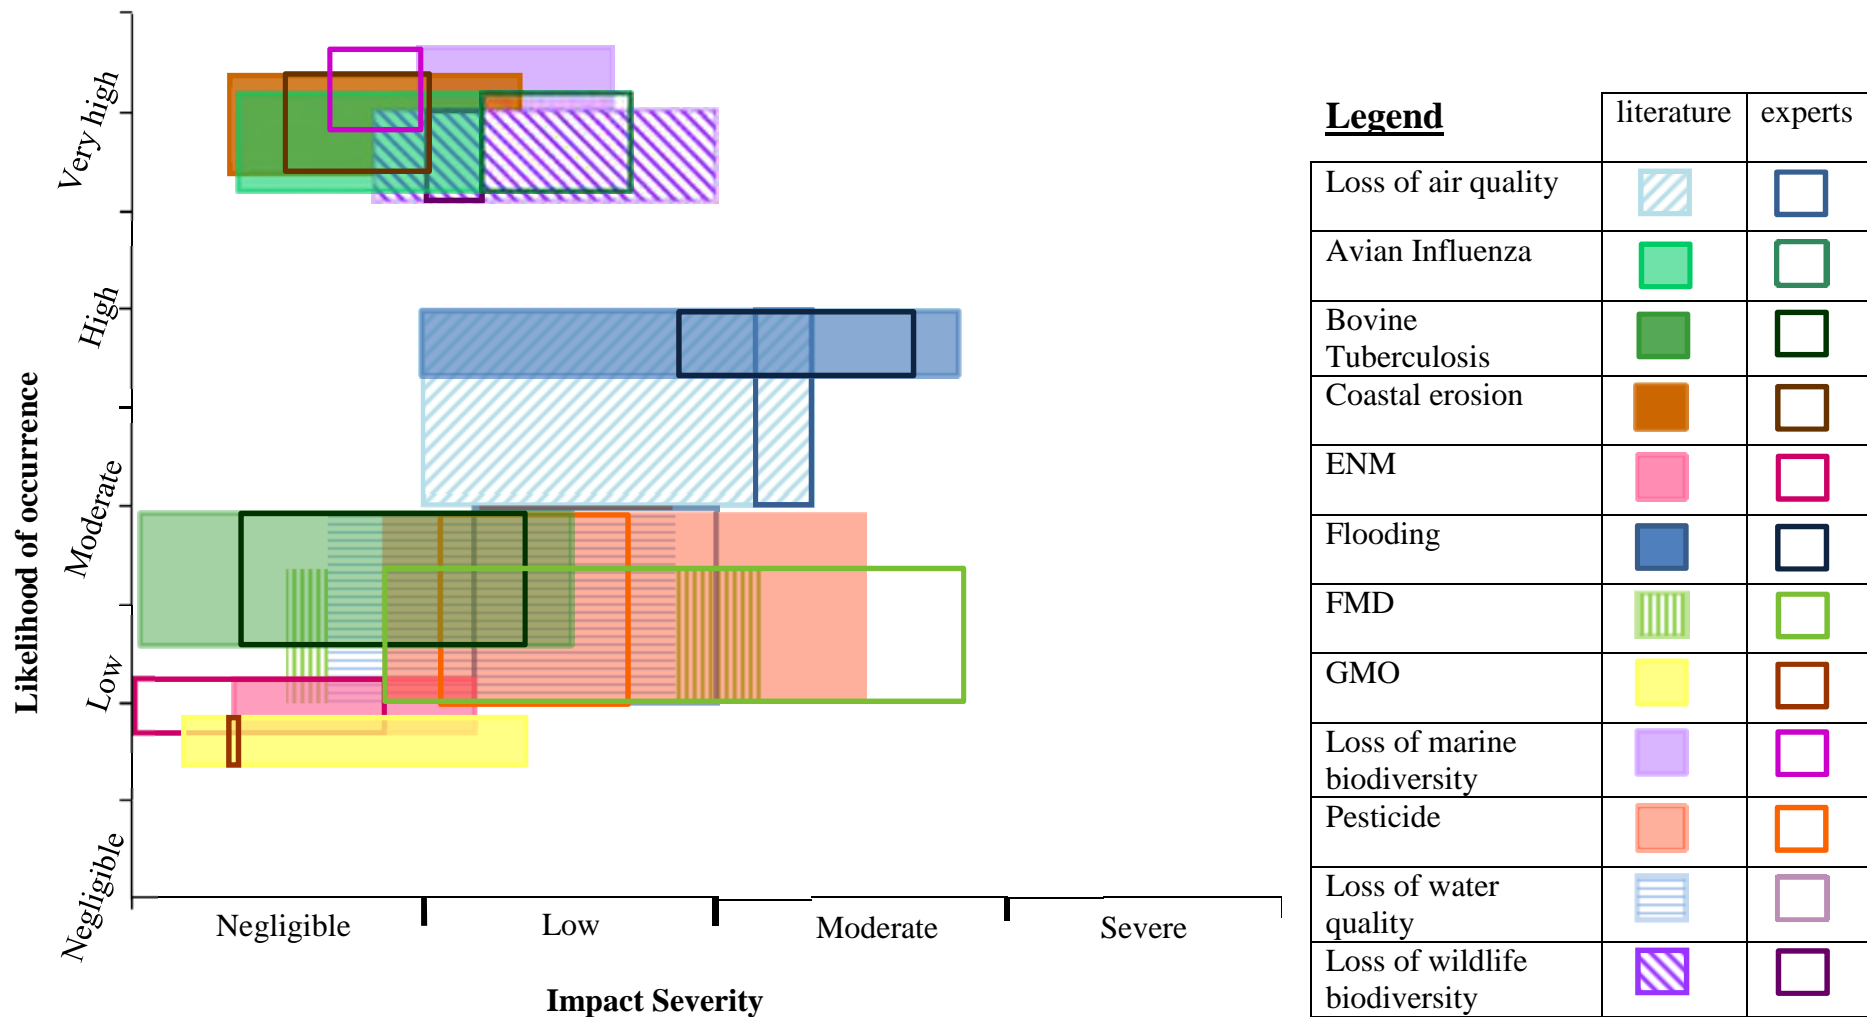 Likelihood of occurrence
Very high
High
Moderate
Low
Negligible
Negligible
Low
Moderate
Severe
Impact Severity
Legend
literature
experts
Loss of air quality
Avian Influenza
Bovine
Tuberculosis
Coastal erosion
ENM
Flooding
FMD
GMO
Loss of marine
biodiversity
Pesticide
Loss of water
quality
Loss of wildlife
biodiversity